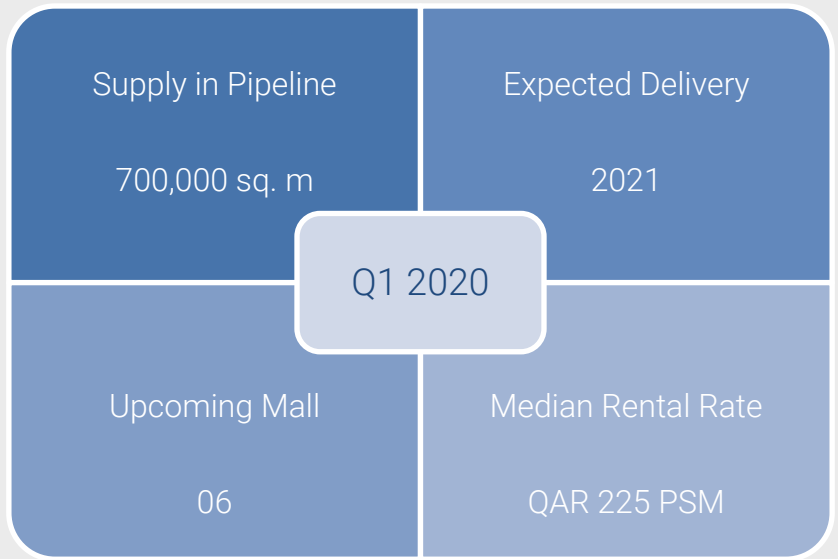 Supply in Pipeline
700,000 sq. m
Expected Delivery
2021
Q1 2020
Upcoming Mall
06
Median Rental Rate
QAR 225 PSM